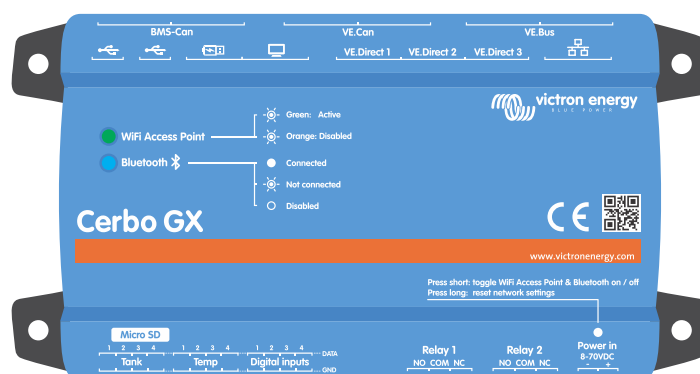 BMS-Can VE.Can VE.Bus
VE.Direct 1 VE.Direct 2 VE.Direct 3
victron energy
BLUE POWER
WiFi Access Point
Green: Active
Orange: Disabled
Bluetooth
Connected
Not connected
Disabled
Cerbo GX
CE
www.victronenergy.com
Press short: toggle WiFi Access Point & Bluetooth on / off
Press long: reset network settings
Micro SD
1 2 3 4 1 2 3 4 1 2 3 4 DATA
Tank Temp Digital inputs
GND
Relay 1
NO COM NC
Relay 2
NO COM NC
Power in
8-70VDC
- +